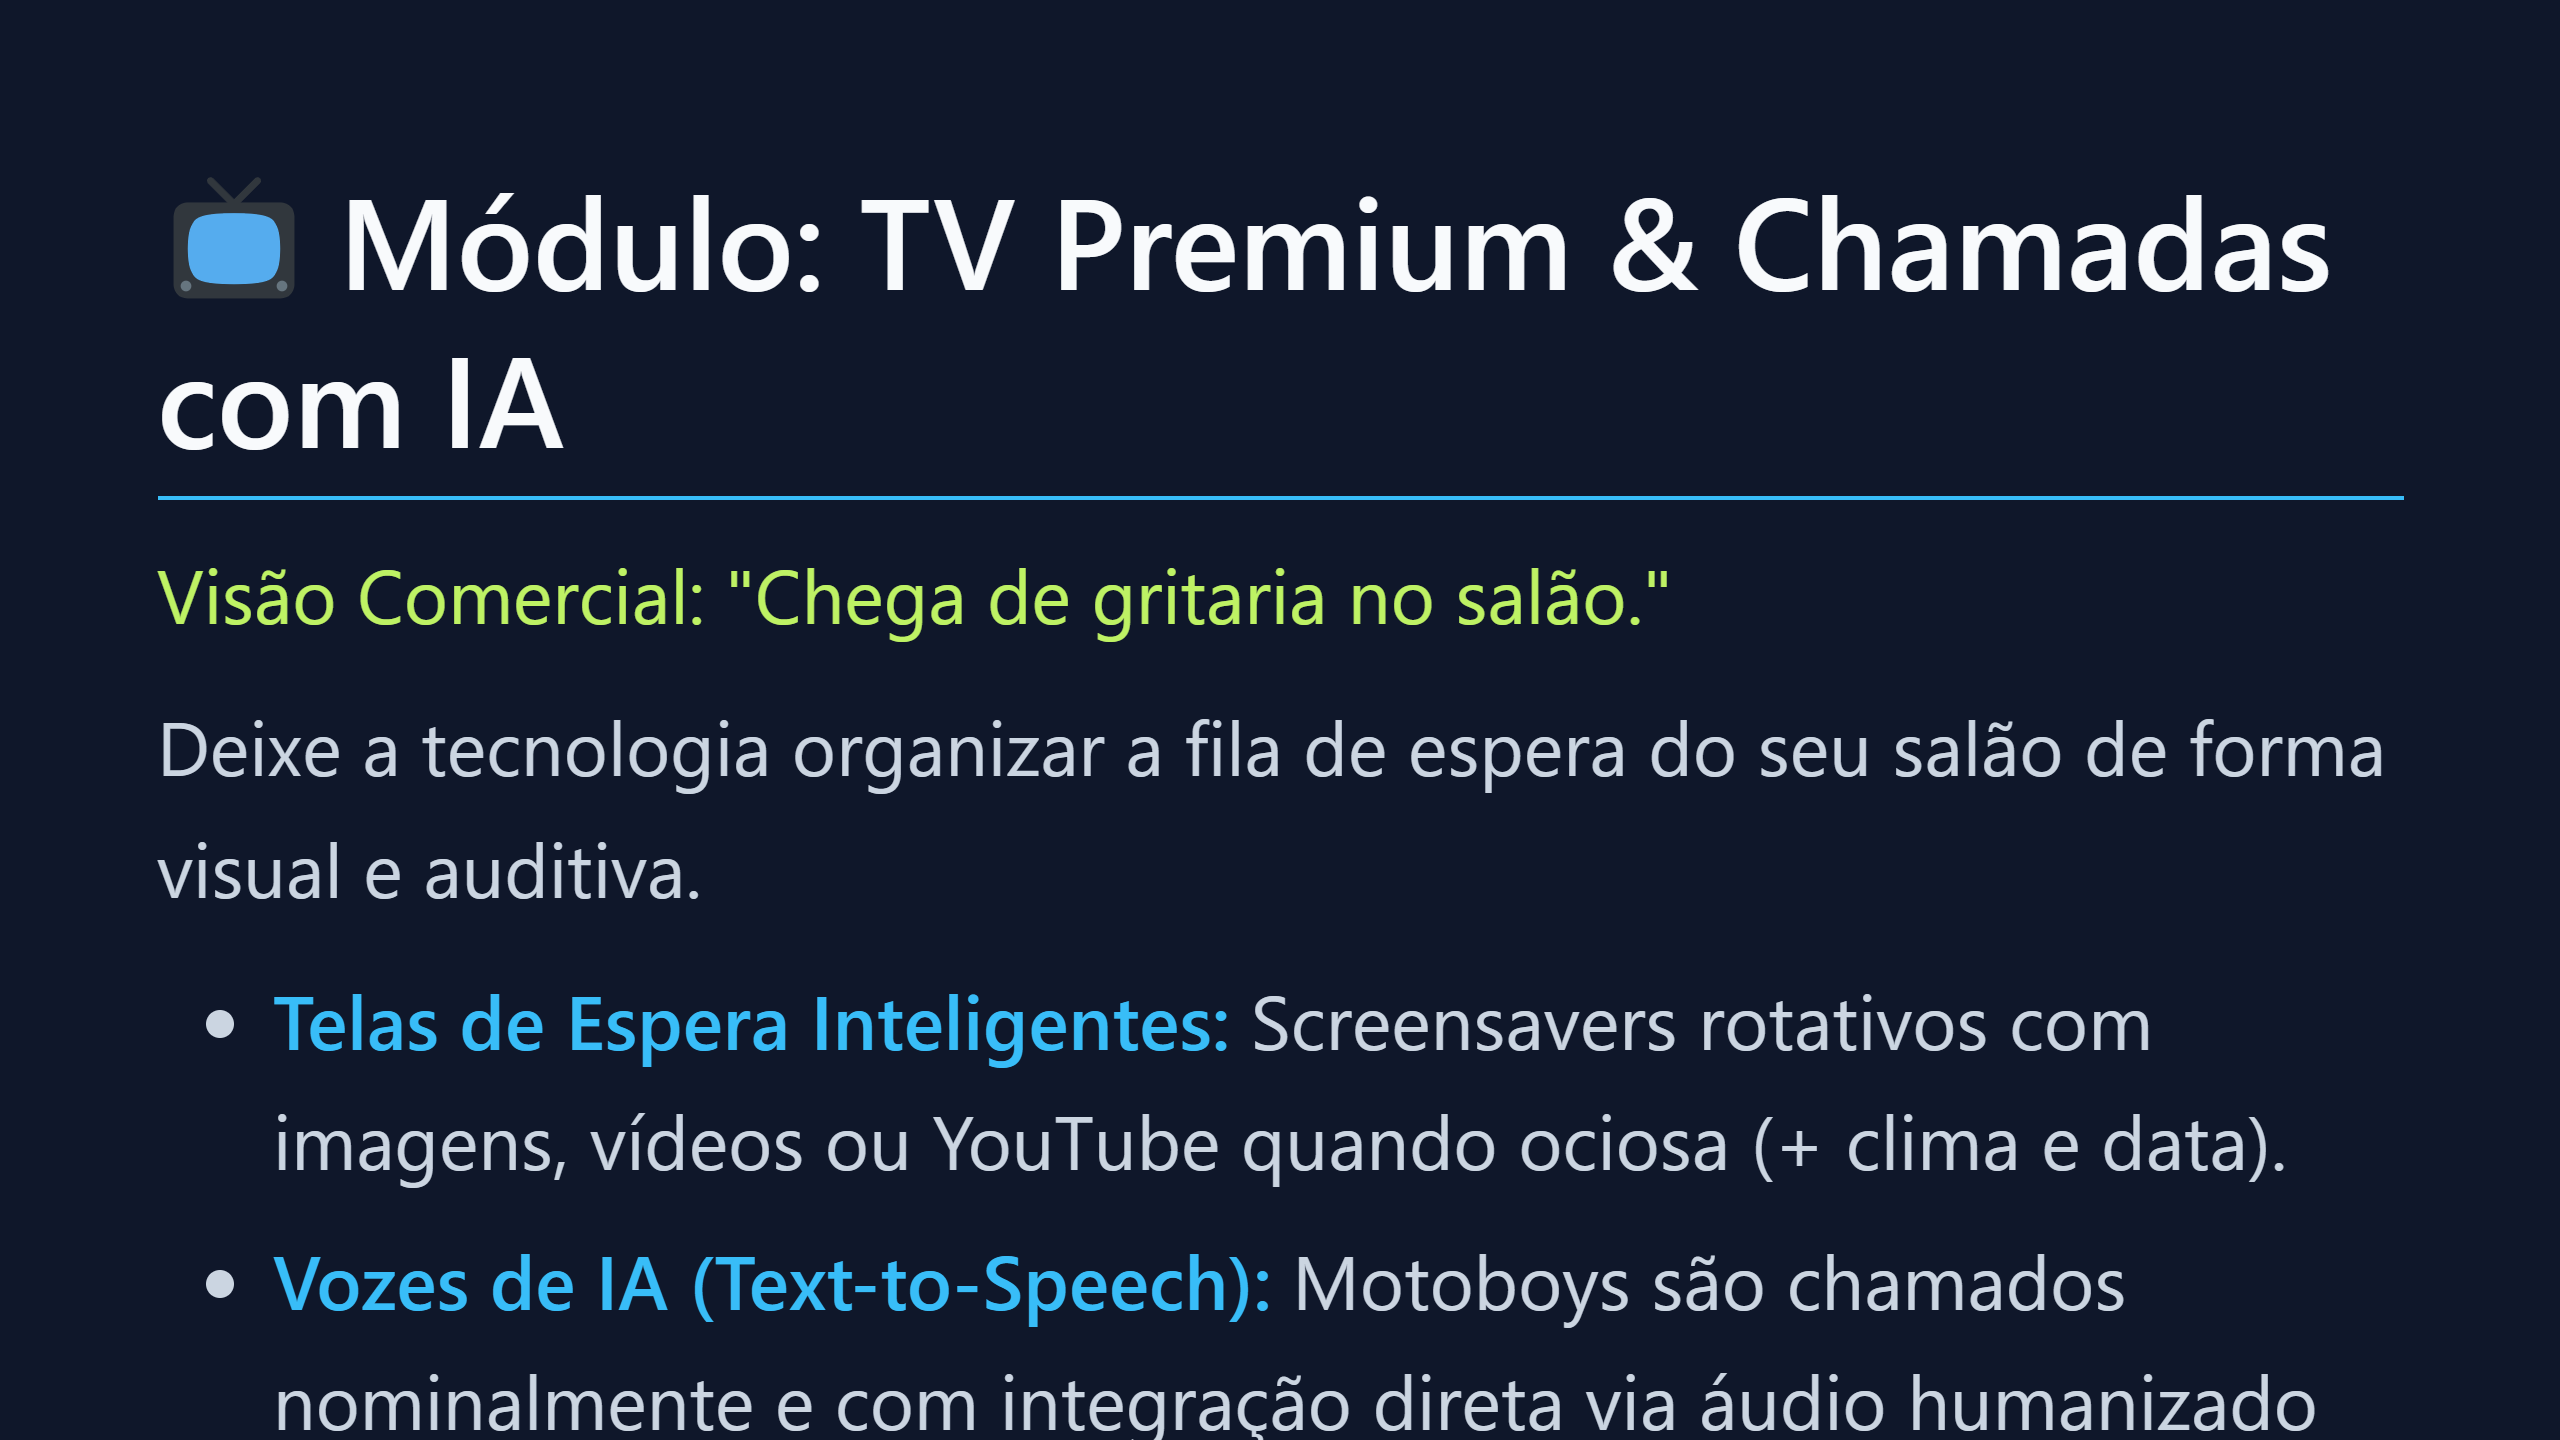 Módulo: TV Premium & Chamadas
com IA
Visão Comercial: "Chega de gritaria no salão."
Deixe a tecnologia organizar a fila de espera do seu salão de forma
visual e auditiva.
• Telas de Espera Inteligentes: Screensavers rotativos com
imagens, vídeos ou YouTube quando ociosa (+ clima e data).
• Vozes de IA (Text-to-Speech): Motoboys são chamados
nominalmente e com integração direta via áudio humanizado